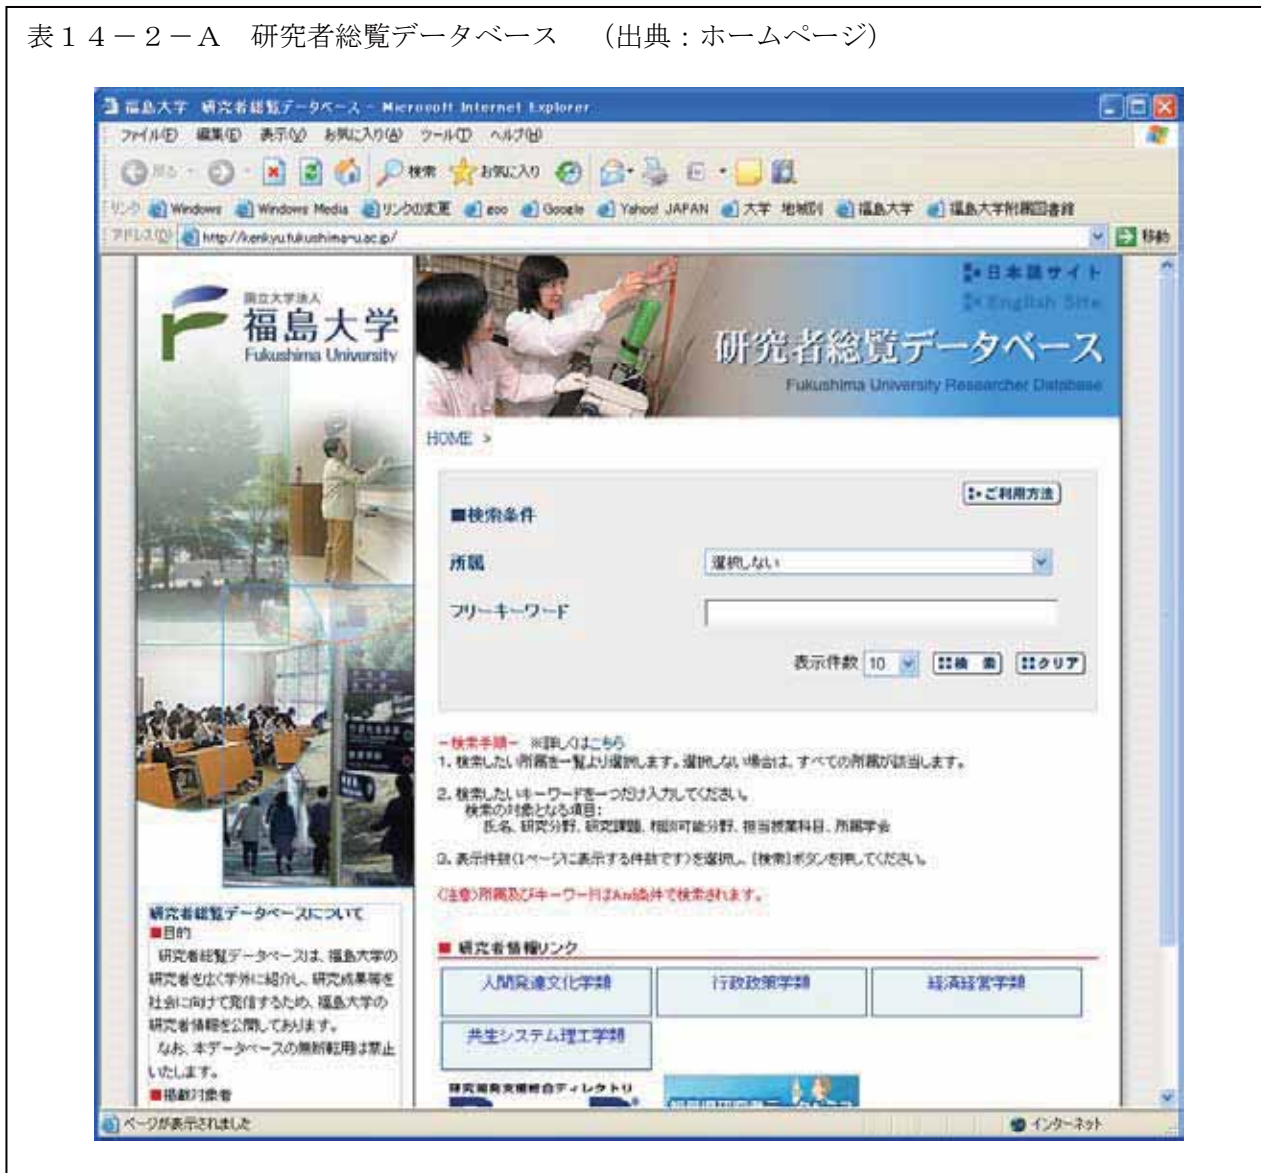 表１４－２－Ａ　研究者総覧データベース　（出典：ホームページ）
福島大学 研究者総覧データベース - Microsoft Internet Explorer
ファイル(F) 編集(E) 表示(V) お気に入り(A) ツール(T) ヘルプ(H)
戻る 検索 お気に入り
リンク Windows Windows Media リンクの変更 goo Google Yahoo! JAPAN 大学 地域別 福島大学 福島大学附属図書館
アドレス(D) http://kenkyu.fukushima-u.ac.jp/ 移動
国立大学法人
福島大学
Fukushima University
日本語サイト
English Site
研究者総覧データベース
Fukushima University Researcher Database
HOME >
ご利用方法
■検索条件
所属 選択しない
フリーキーワード
表示件数 10 検 索 クリア
－検索手順－ ※詳しくはこちら
1. 検索したい所属を一覧より選択します。選択しない場合は、すべての所属が該当します。
2. 検索したいキーワードを一つだけ入力してください。
検索の対象となる項目：
氏名、研究分野、研究課題、相談可能分野、担当授業科目、所属学会
3. 表示件数(1ページに表示する件数です)を選択し、[検索]ボタンを押してください。
(注意)所属及びキーワードはAnd条件で検索されます。
■ 研究者情報リンク
人間発達文化学類 行政政策学類 経済経営学類
共生システム理工学類
研究開発支援総合ディレクトリ
研究者総覧データベースについて
■目的
研究者総覧データベースは、福島大学の
研究者を広く学外に紹介し、研究成果等を
社会に向けて発信するため、福島大学の
研究者情報を公開しております。
なお、本データベースの無断転用は禁止
いたします。
■掲載対象者
ページが表示されました インターネット